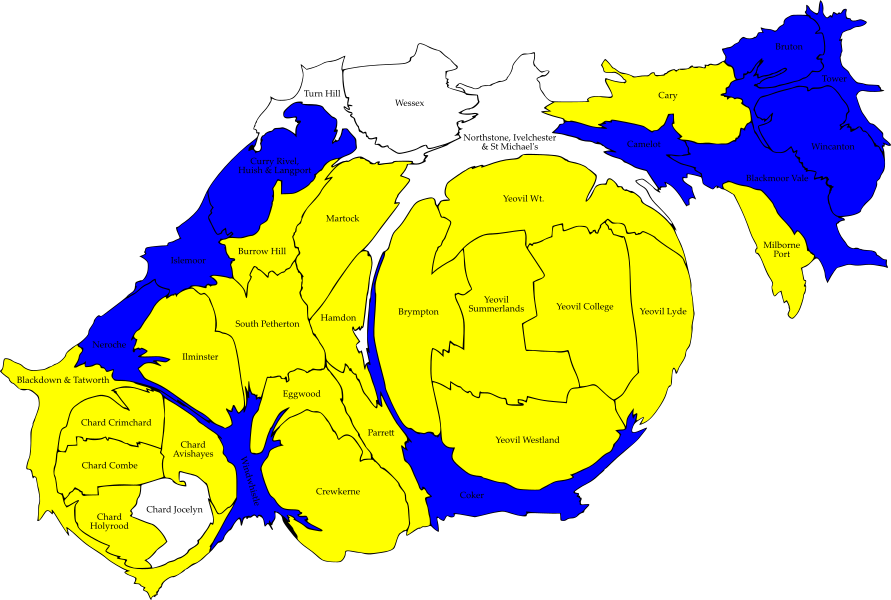 Bruton
Tower
Turn Hill
Wessex
Cary
Northstone, Ivelchester
& St Michael's
Camelot
Wincanton
Curry Rivel,
Huish & Langport
Blackmoor Vale
Yeovil Wt.
Martock
Milborne
Port
Burrow Hill
Islemoor
Brympton
Yeovil
Summerlands
Yeovil College
Yeovil Lyde
Hamdon
South Petherton
Neroche
Ilminster
Blackdown & Tatworth
Eggwood
Chard Crimchard
Parrett
Chard
Avishayes
Yeovil Westland
Chard Combe
Windwhistle
Crewkerne
Coker
Chard Jocelyn
Chard
Holyrood